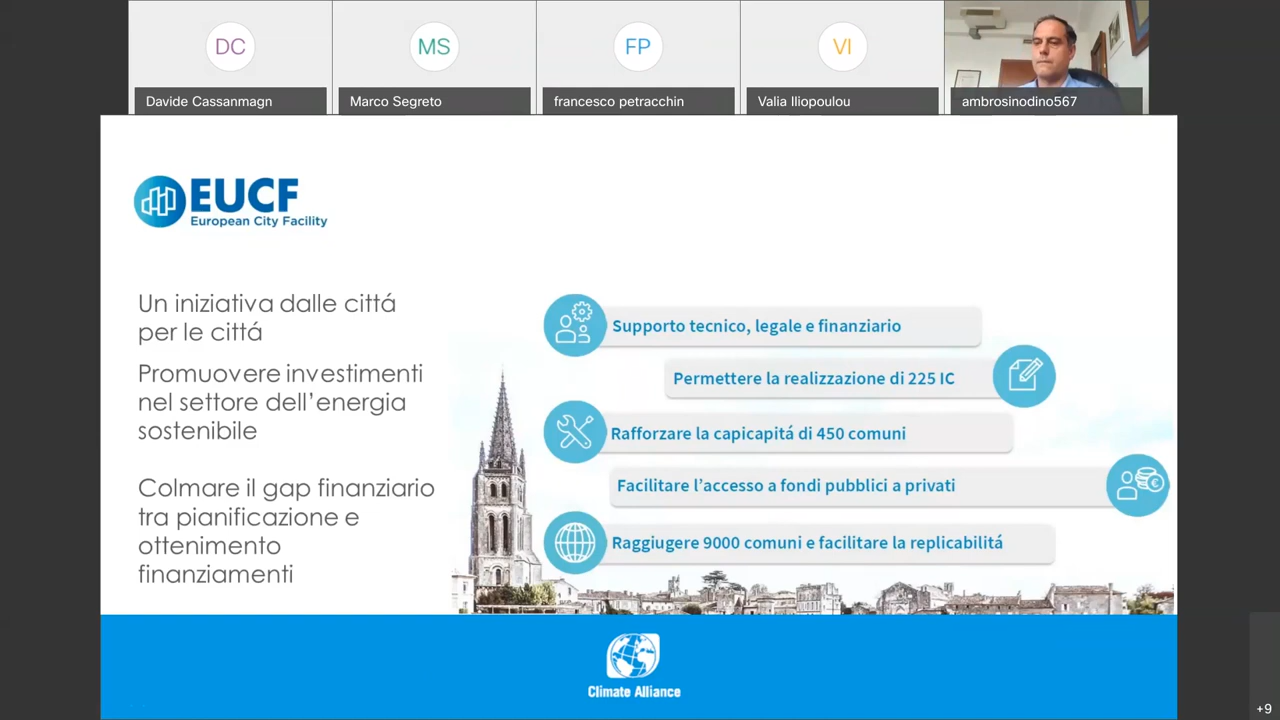 DC
MS
FP
VI
Davide Cassanmagn
Marco Segreto
francesco petracchin
Valia Iliopoulou
ambrosinodino567
EUCF
European City Facility
Un iniziativa dalle cittá
per le cittá
Promuovere investimenti
nel settore dell’energia
sostenibile
Colmare il gap finanziario
tra pianificazione e
ottenimento
finanziamenti
Supporto tecnico, legale e finanziario
Permettere la realizzazione di 225 IC
Rafforzare la capicapitá di 450 comuni
Facilitare l’accesso a fondi pubblici a privati
Raggiugere 9000 comuni e facilitare la replicabilitá
Climate Alliance
+9